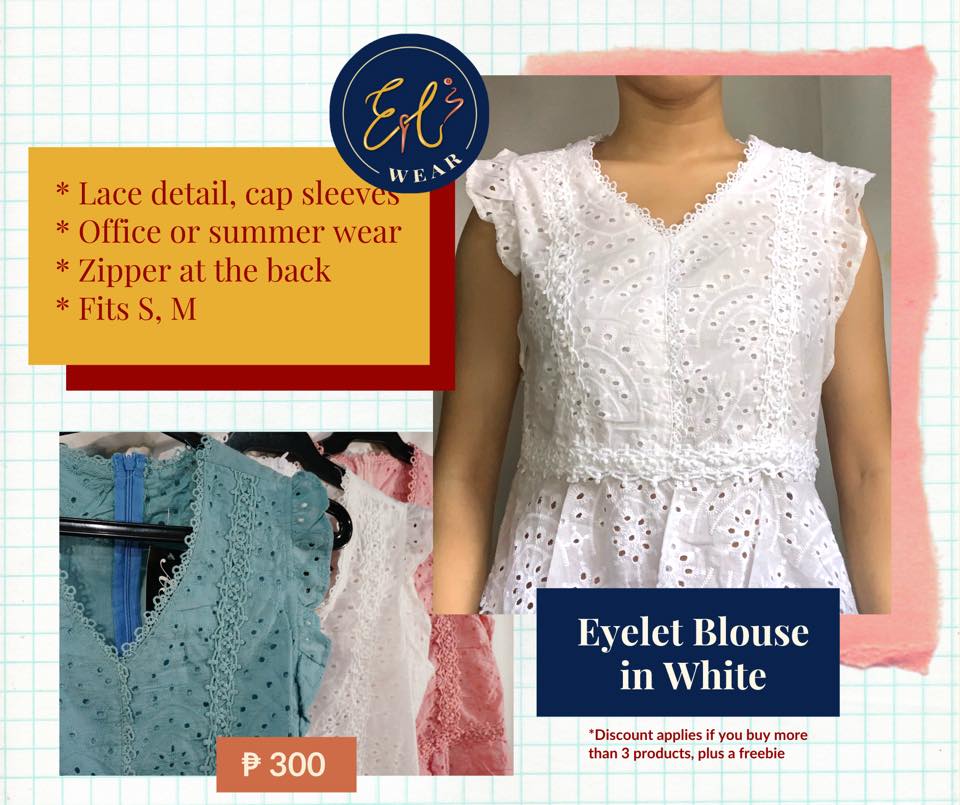 Erl's
WEAR
* Lace detail, cap sleeves
* Office or summer wear
* Zipper at the back
* Fits S, M
Eyelet Blouse
in White
*Discount applies if you buy more
than 3 products, plus a freebie
₱ 300